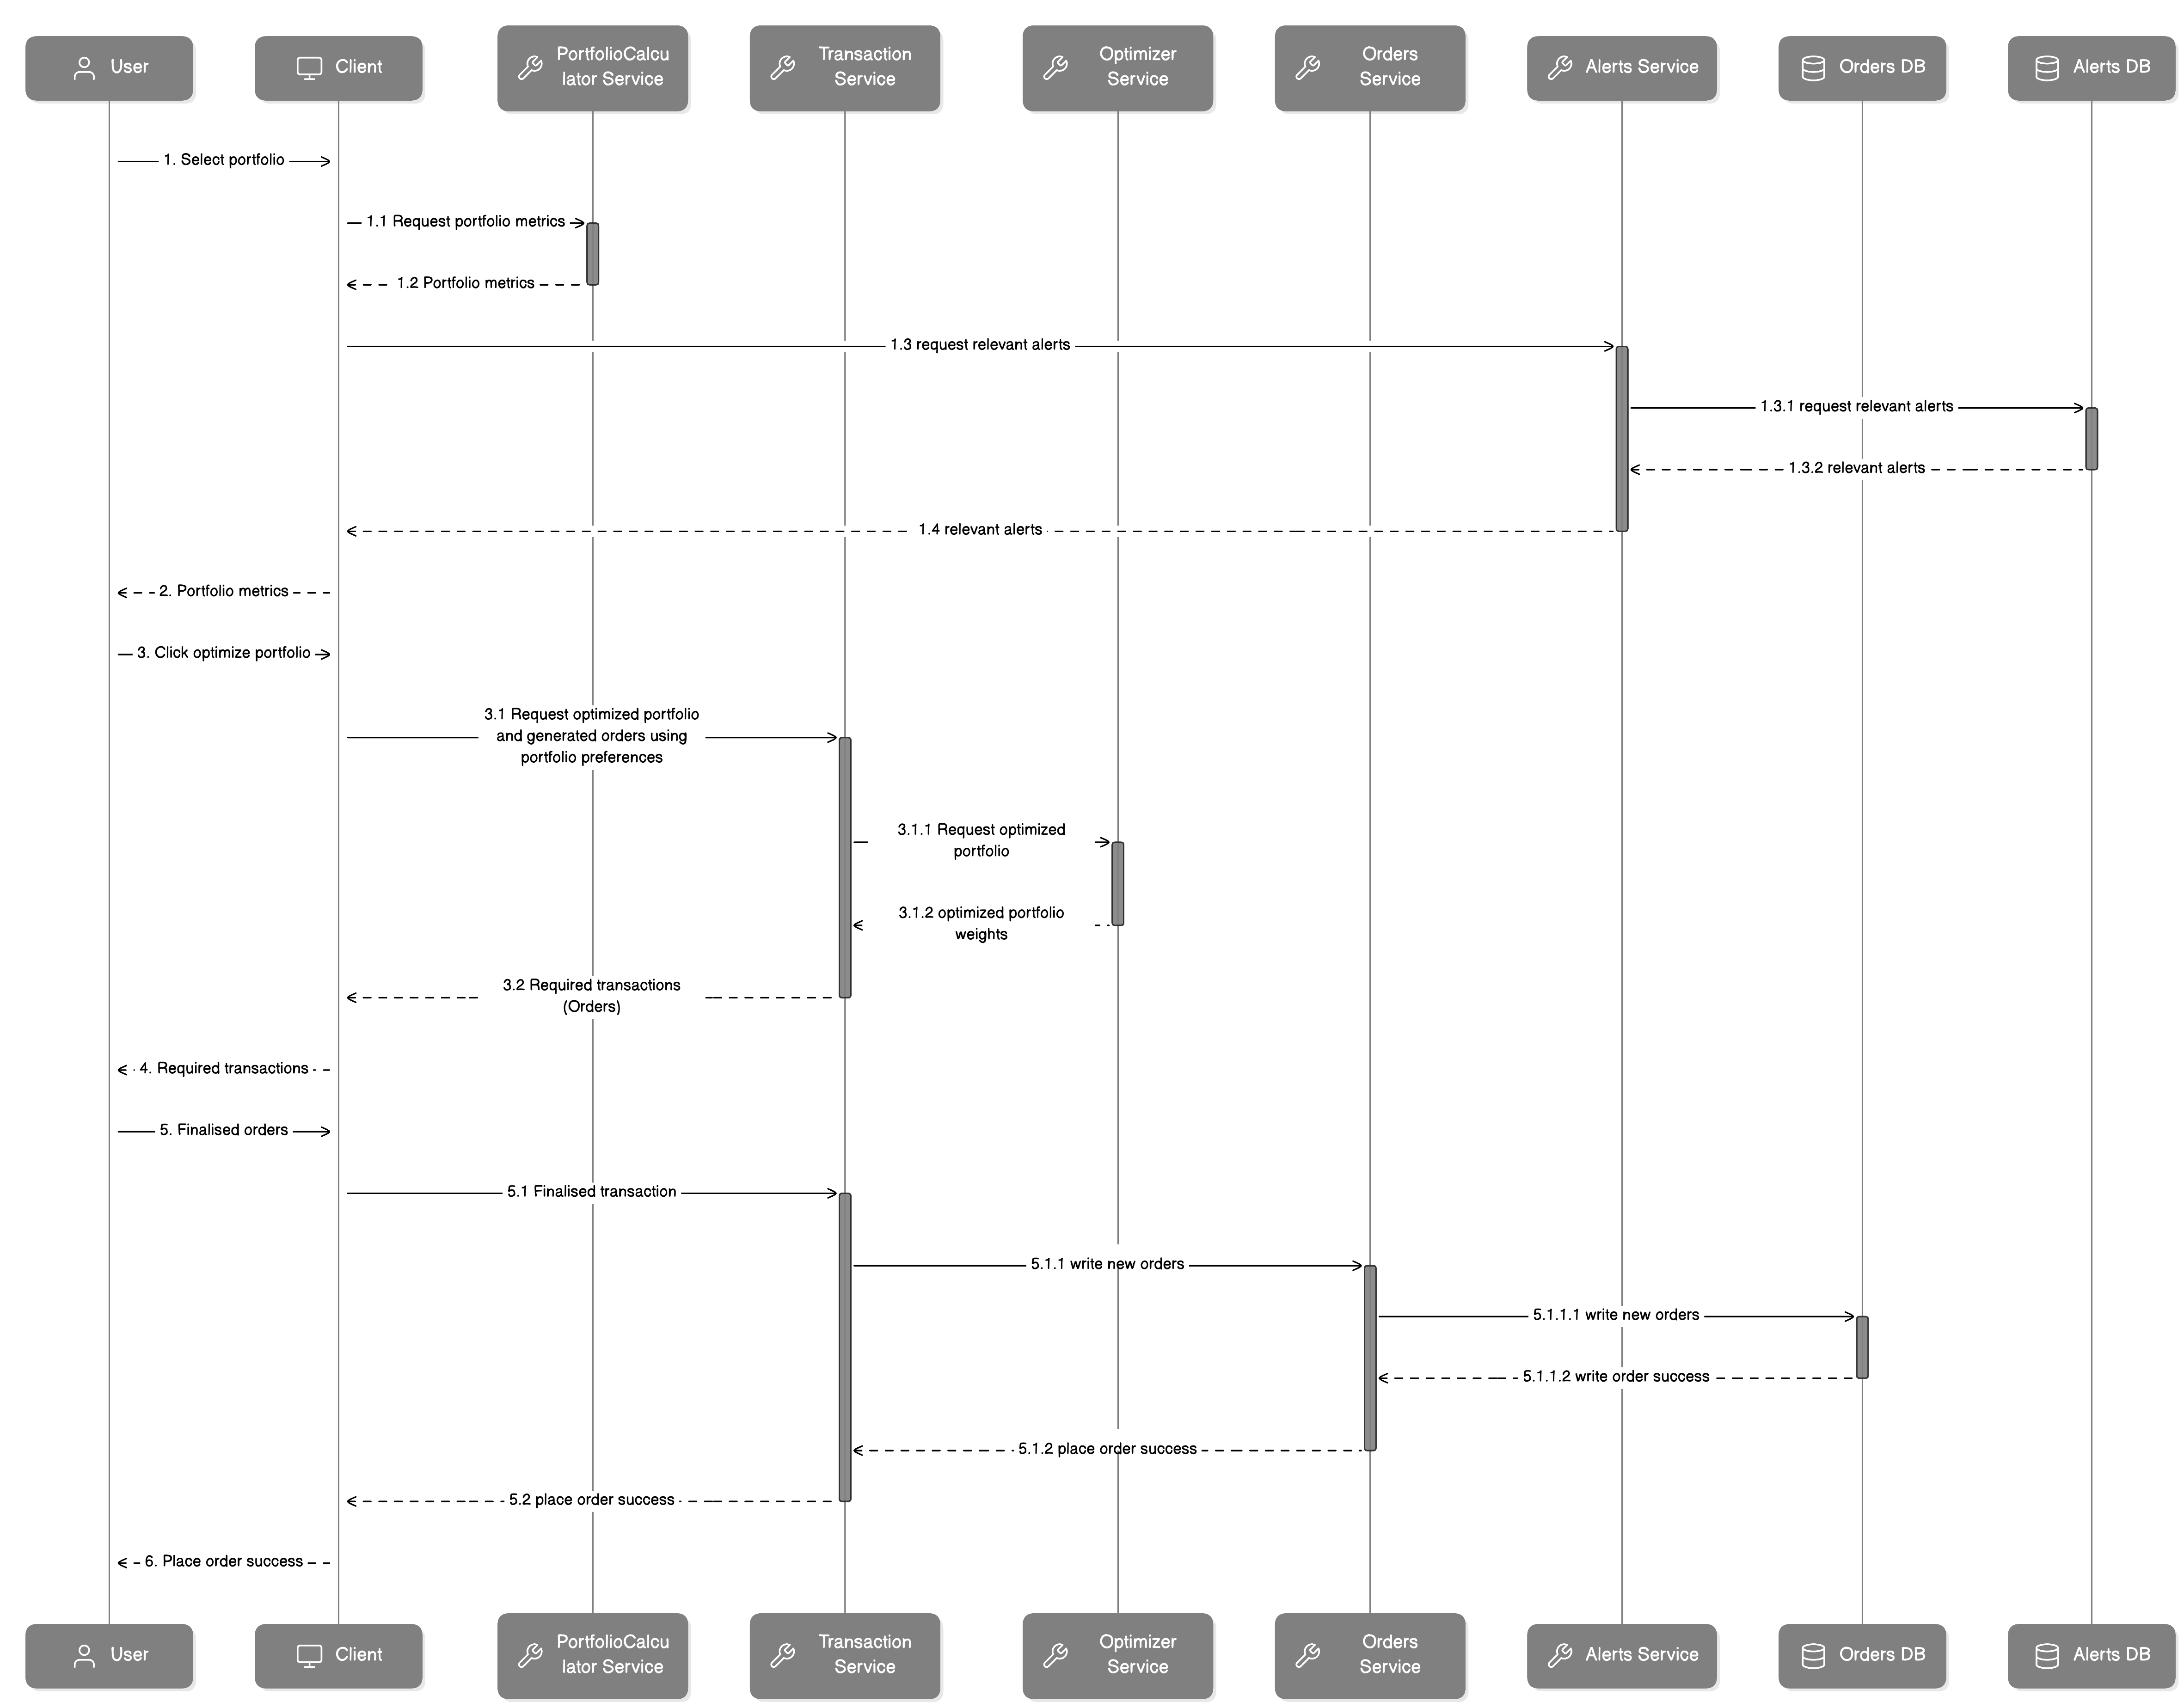 User
Client
PortfolioCalcu
lator Service
Transaction
Service
Optimizer
Service
Orders
Service
Alerts Service
Orders DB
Alerts DB
1. Select portfolio
1.1 Request portfolio metrics
1.2 Portfolio metrics
1.3 request relevant alerts
1.3.1 request relevant alerts
1.3.2 relevant alerts
1.4 relevant alerts
2. Portfolio metrics
3. Click optimize portfolio
3.1 Request optimized portfolio
and generated orders using
portfolio preferences
3.1.1 Request optimized
portfolio
3.1.2 optimized portfolio
weights
3.2 Required transactions
(Orders)
4. Required transactions
5. Finalised orders
5.1 Finalised transaction
5.1.1 write new orders
5.1.1.1 write new orders
5.1.1.2 write order success
5.1.2 place order success
5.2 place order success
6. Place order success
User
Client
PortfolioCalcu
lator Service
Transaction
Service
Optimizer
Service
Orders
Service
Alerts Service
Orders DB
Alerts DB